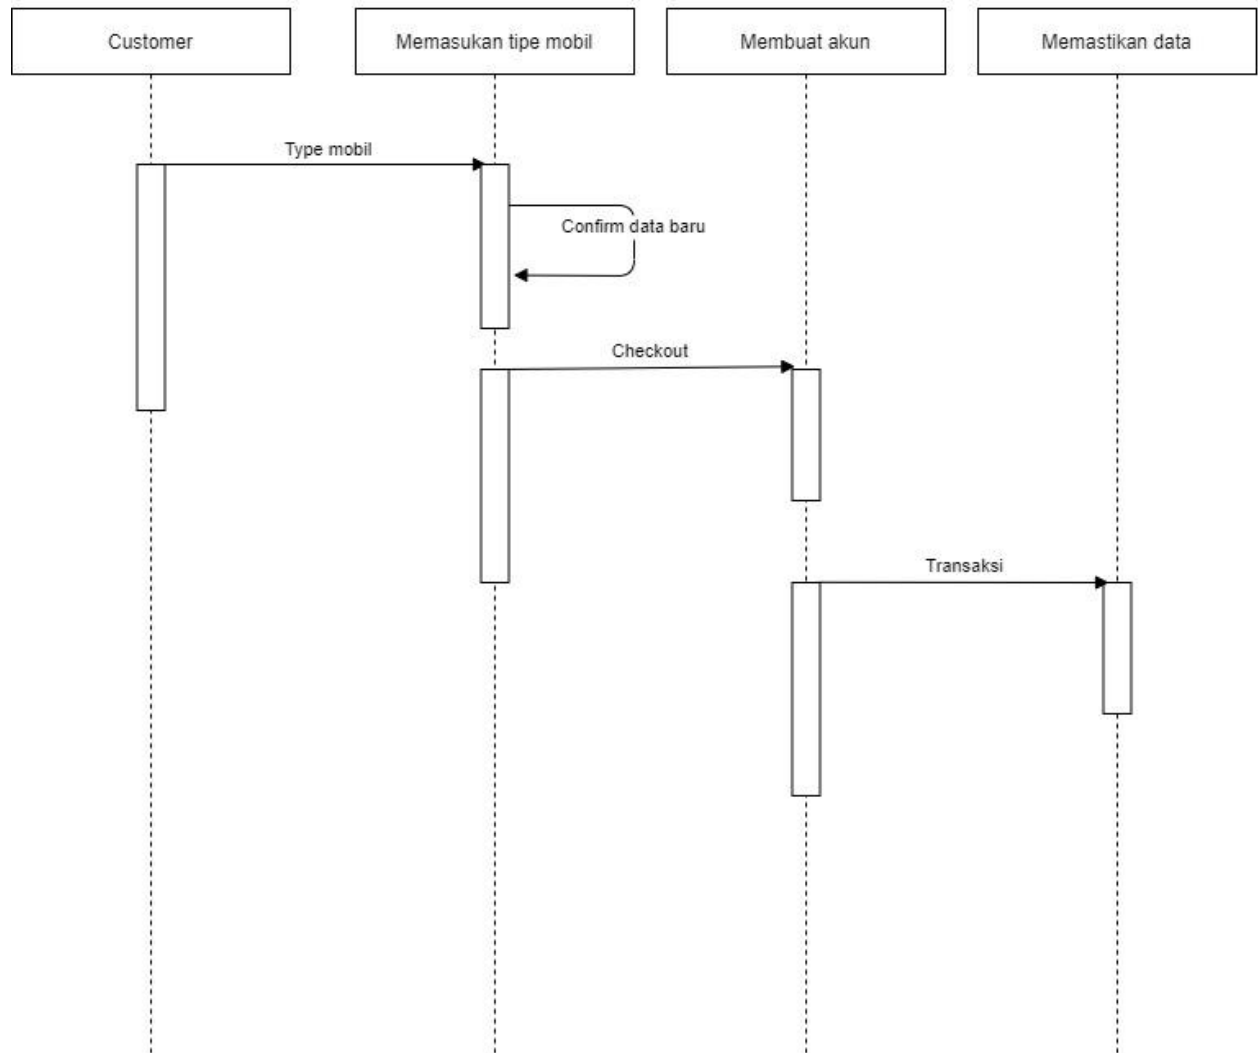 Customer
Memasukan tipe mobil
Membuat akun
Memastikan data
Type mobil
Confirm data baru
Checkout
Transaksi